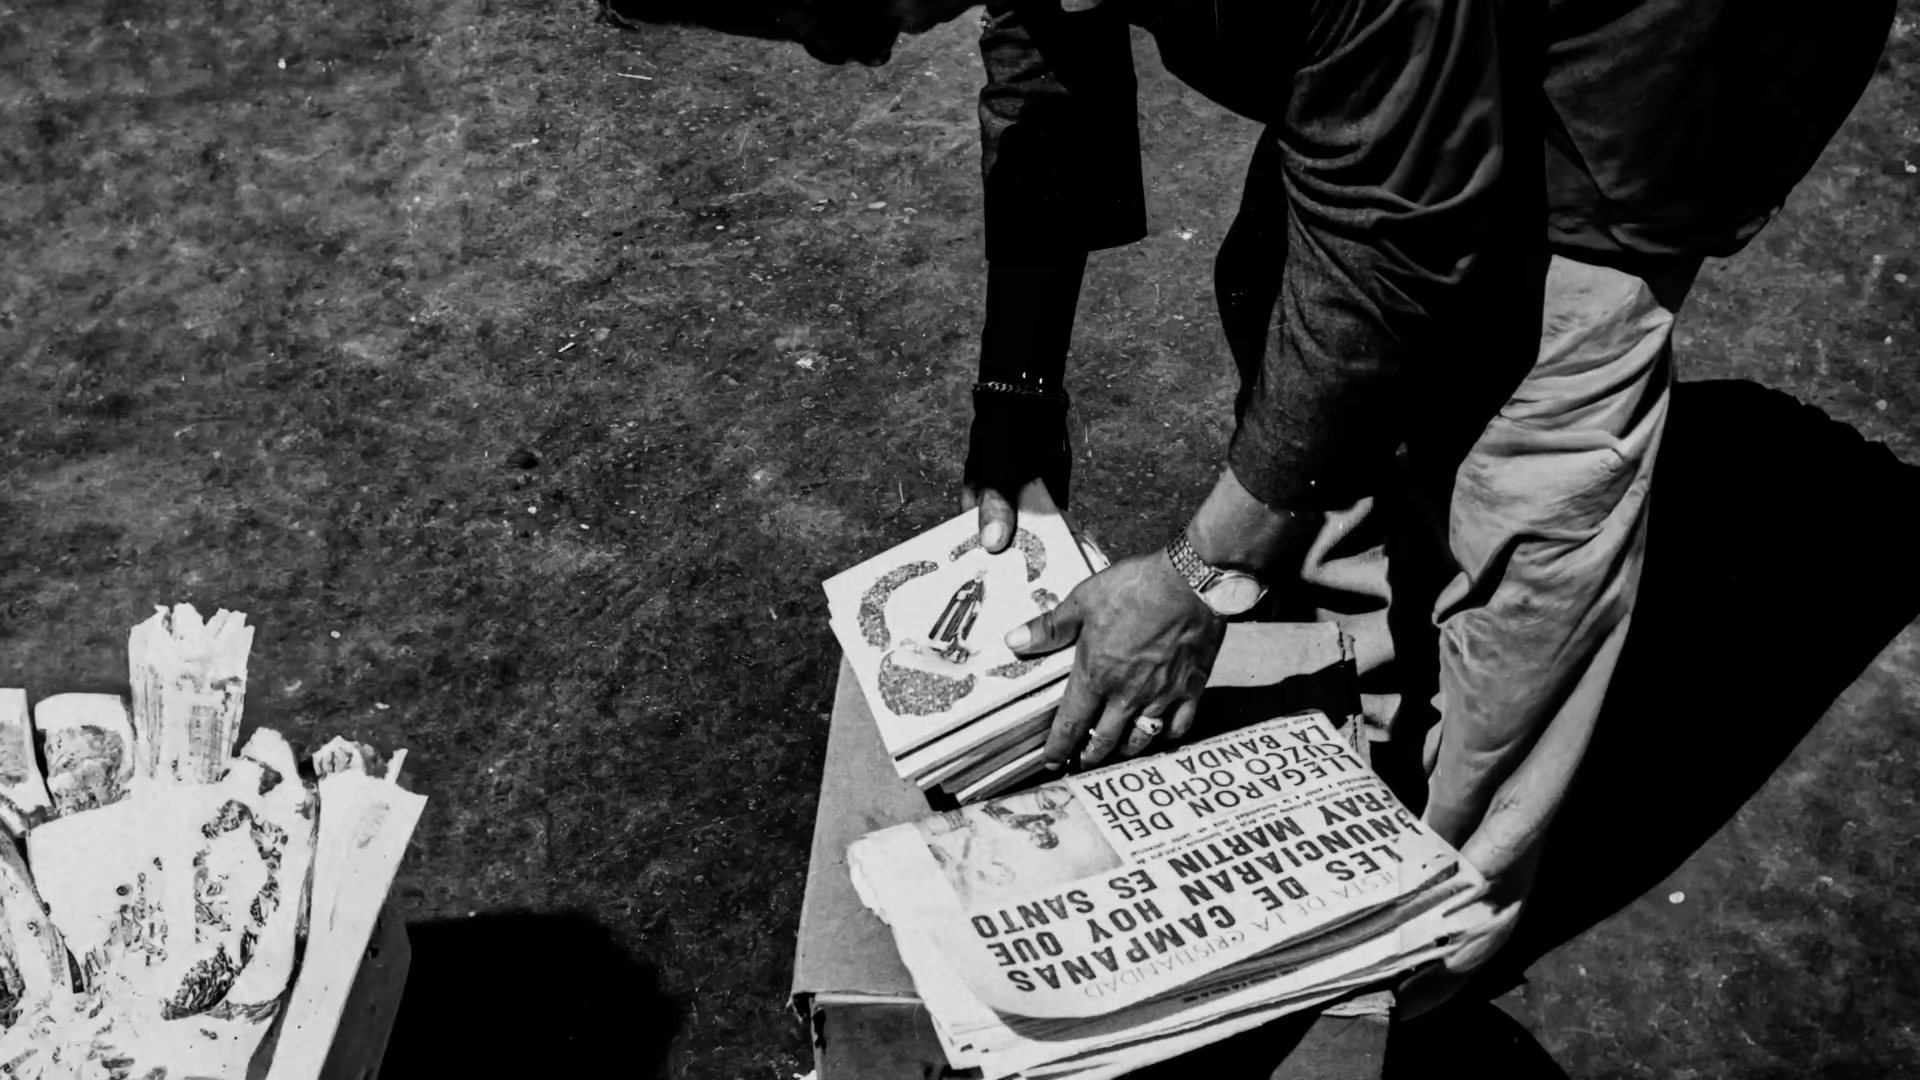 IESTA DE LA CRISTIANDAD
LES DE CAMPANAS
ANUNCIARAN HOY QUE
FRAY MARTIN ES SANTO
LLEGARON DEL
CUZCO OCHO DE
LA BANDA ROJA